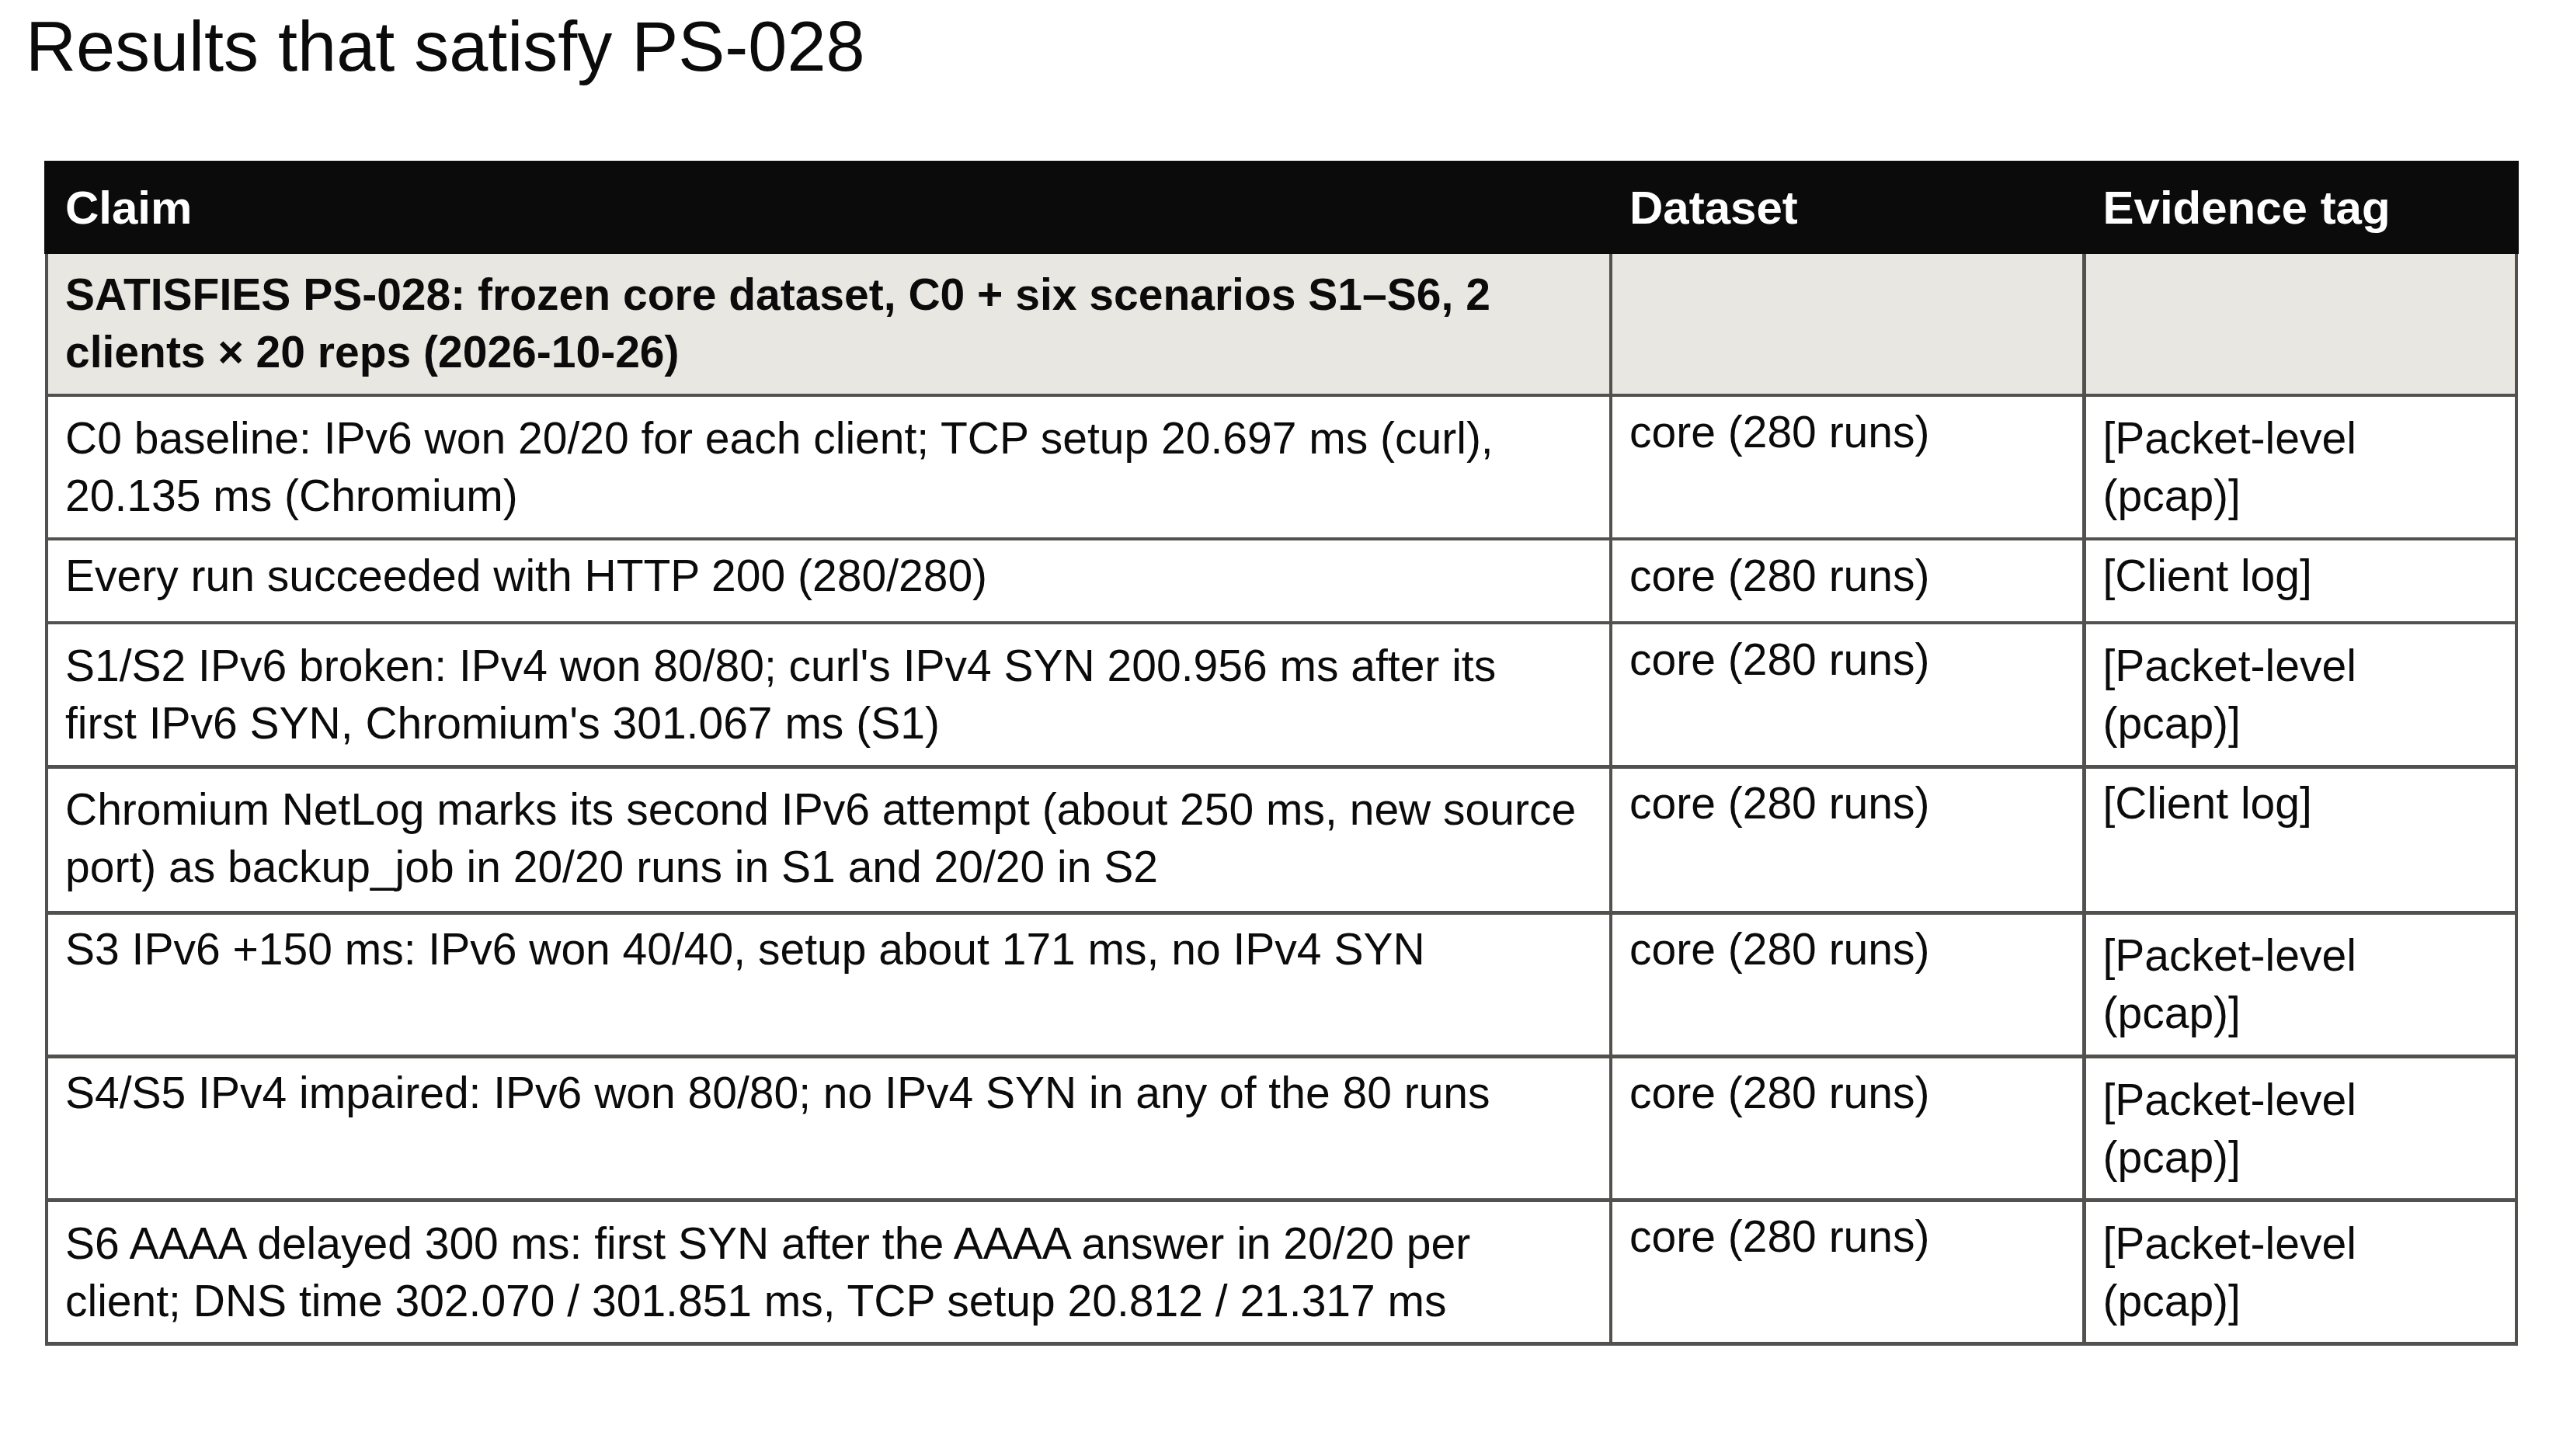 Results that satisfy PS-028
Claim Dataset Evidence tag
SATISFIES PS-028: frozen core dataset, C0 + six scenarios S1–S6, 2
clients × 20 reps (2026-10-26)
C0 baseline: IPv6 won 20/20 for each client; TCP setup 20.697 ms (curl), core (280 runs) [Packet-level
20.135 ms (Chromium) (pcap)]
Every run succeeded with HTTP 200 (280/280) core (280 runs) [Client log]
S1/S2 IPv6 broken: IPv4 won 80/80; curl's IPv4 SYN 200.956 ms after its core (280 runs) [Packet-level
first IPv6 SYN, Chromium's 301.067 ms (S1) (pcap)]
Chromium NetLog marks its second IPv6 attempt (about 250 ms, new source core (280 runs) [Client log]
port) as backup_job in 20/20 runs in S1 and 20/20 in S2
S3 IPv6 +150 ms: IPv6 won 40/40, setup about 171 ms, no IPv4 SYN core (280 runs) [Packet-level
(pcap)]
S4/S5 IPv4 impaired: IPv6 won 80/80; no IPv4 SYN in any of the 80 runs core (280 runs) [Packet-level
(pcap)]
S6 AAAA delayed 300 ms: first SYN after the AAAA answer in 20/20 per core (280 runs) [Packet-level
client; DNS time 302.070 / 301.851 ms, TCP setup 20.812 / 21.317 ms (pcap)]